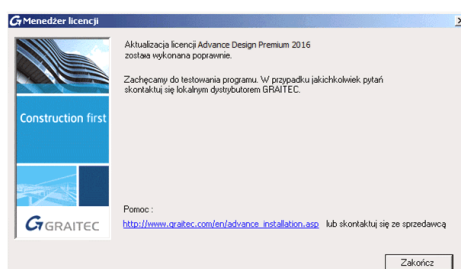 Menedżer licencji
Aktualizacja licencji Advance Design Premium 2016
została wykonana poprawnie.
Zachęcamy do testowania programu. W przypadku jakichkolwiek pytań
skontaktuj się lokalnym dystrybutorem GRAITEC.
Construction first
GRAITEC
Pomoc :
http://www.graitec.com/en/advance_installation.asp lub skontaktuj się ze sprzedawcą
Zakończ